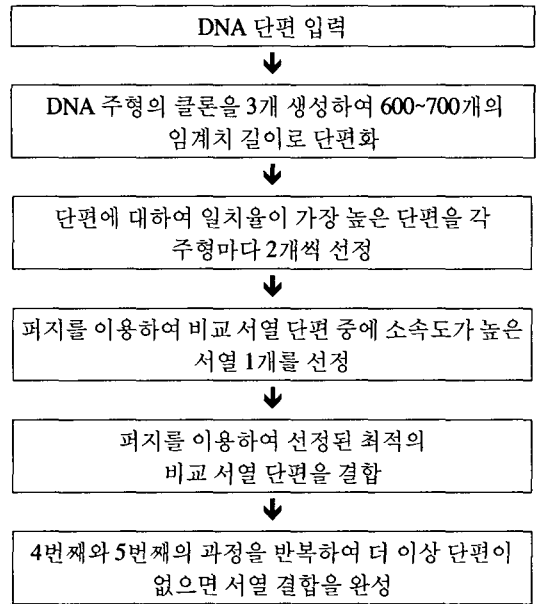 DNA 단편 입력
DNA 주형의 클론을 3개 생성하여 600~700개의
임계치 길이로 단편화
단편에 대하여 일치율이 가장 높은 단편을 각
주형마다 2개씩 선정
퍼지를 이용하여 비교 서열 단편 중에 소속도가 높은
서열 1개를 선정
퍼지를 이용하여 선정된 최적의
비교 서열 단편을 결합
4번째와 5번째의 과정을 반복하여 더 이상 단편이
없으면 서열 결합을 완성